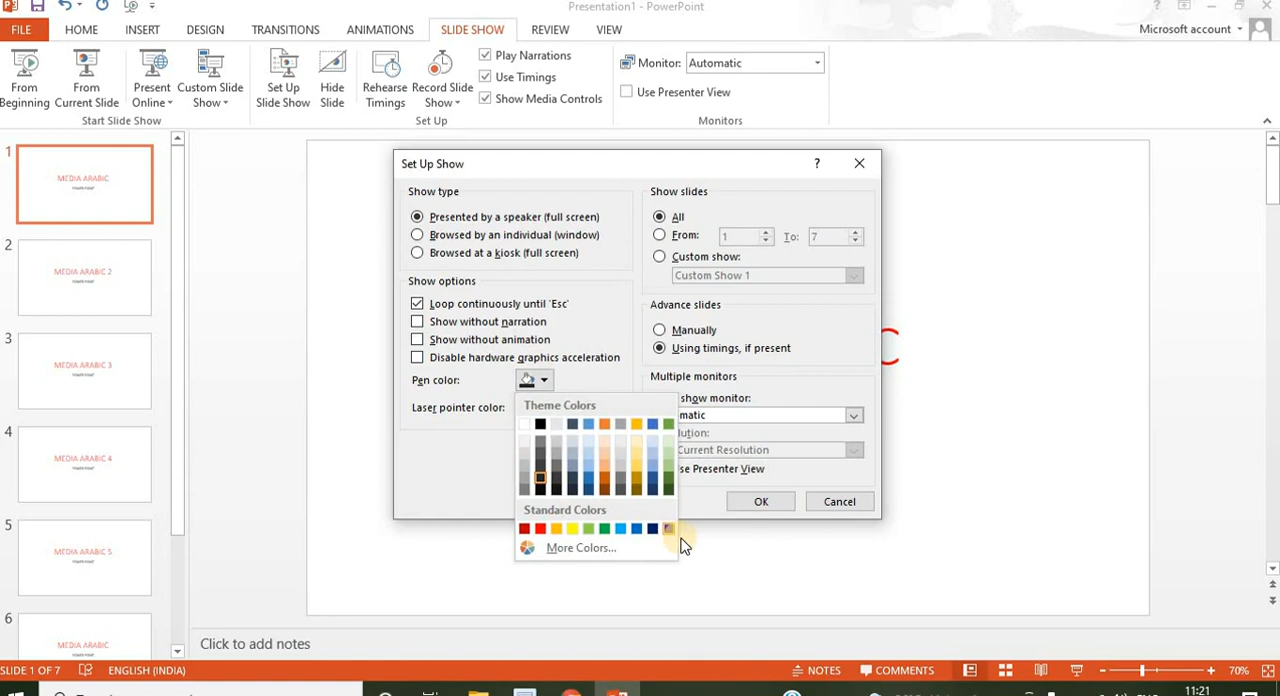 Presentation1 - PowerPoint
FILE HOME INSERT DESIGN TRANSITIONS ANIMATIONS SLIDE SHOW REVIEW VIEW Microsoft account
From Beginning
From Current Slide
Present Online
Custom Slide Show
Set Up Slide Show
Hide Slide
Rehearse Timings
Record Slide Show
Play Narrations
Use Timings
Show Media Controls
Monitor: Automatic
Use Presenter View
Start Slide Show Set Up Monitors
1
MEDIA ARABIC
2
MEDIA ARABIC 2
3
MEDIA ARABIC 3
4
MEDIA ARABIC 4
5
MEDIA ARABIC 5
6
MEDIA ARABIC
Set Up Show ?
Show type
Presented by a speaker (full screen)
Browsed by an individual (window)
Browsed at a kiosk (full screen)
Show options
Loop continuously until 'Esc'
Show without narration
Show without animation
Disable hardware graphics acceleration
Pen color:
Laser pointer color:
Theme Colors
Standard Colors
More Colors...
Show slides
All
From: 1 To: 7
Custom show:
Custom Show 1
Advance slides
Manually
Using timings, if present
Multiple monitors
show monitor:
matic
lution:
Current Resolution
se Presenter View
OK Cancel
C
Click to add notes
SLIDE 1 OF 7 ENGLISH (INDIA) NOTES COMMENTS 70%
11:21